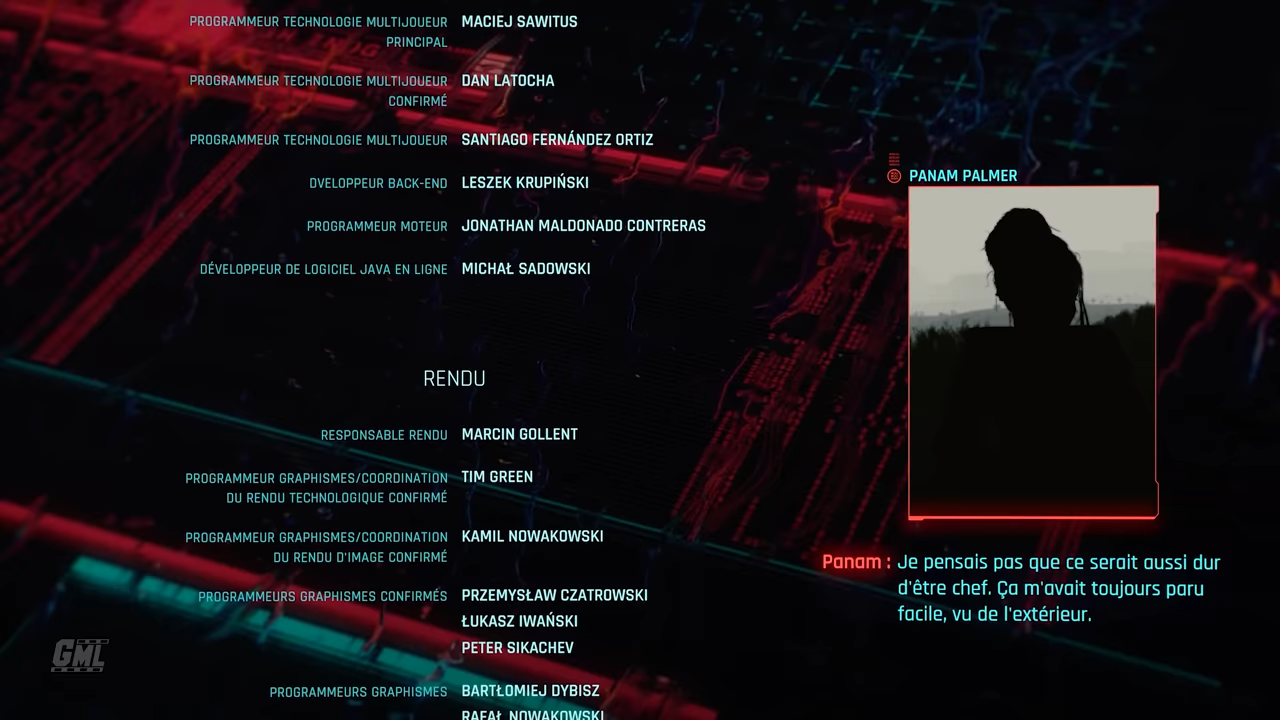 PROGRAMMEUR TECHNOLOGIE MULTIJOUEUR MACIEJ SAWITUS
PRINCIPAL
PROGRAMMEUR TECHNOLOGIE MULTIJOUEUR DAN LATOCHA
CONFIRMÉ
PROGRAMMEUR TECHNOLOGIE MULTIJOUEUR SANTIAGO FERNÁNDEZ ORTIZ
DVELOPPEUR BACK-END LESZEK KRUPIŃSKI
PROGRAMMEUR MOTEUR JONATHAN MALDONADO CONTRERAS
DÉVELOPPEUR DE LOGICIEL JAVA EN LIGNE MICHAŁ SADOWSKI
RENDU
RESPONSABLE RENDU MARCIN GOLLENT
PROGRAMMEUR GRAPHISMES/COORDINATION TIM GREEN
DU RENDU TECHNOLOGIQUE CONFIRMÉ
PROGRAMMEUR GRAPHISMES/COORDINATION KAMIL NOWAKOWSKI
DU RENDU D'IMAGE CONFIRMÉ
PROGRAMMEURS GRAPHISMES CONFIRMÉS PRZEMYSŁAW CZATROWSKI
ŁUKASZ IWAŃSKI
PETER SIKACHEV
PROGRAMMEURS GRAPHISMES BARTŁOMIEJ DYBISZ
RAFAŁ NOWAKOWSKI
PANAM PALMER
Panam : Je pensais pas que ce serait aussi dur
d'être chef. Ça m'avait toujours paru
facile, vu de l'extérieur.
GML